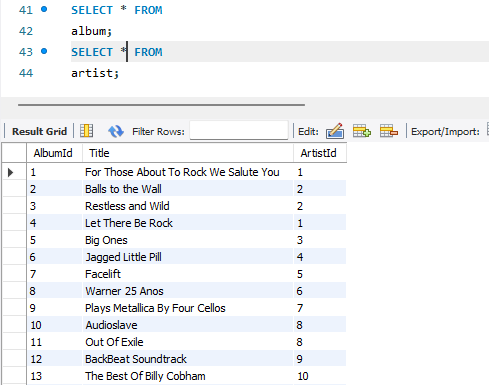 41 SELECT * FROM
42 album;
43 SELECT * FROM
44 artist;
Result Grid Filter Rows: Edit: Export/Import:
AlbumId Title ArtistId
1 For Those About To Rock We Salute You 1
2 Balls to the Wall 2
3 Restless and Wild 2
4 Let There Be Rock 1
5 Big Ones 3
6 Jagged Little Pill 4
7 Facelift 5
8 Warner 25 Anos 6
9 Plays Metallica By Four Cellos 7
10 Audioslave 8
11 Out Of Exile 8
12 BackBeat Soundtrack 9
13 The Best Of Billy Cobham 10